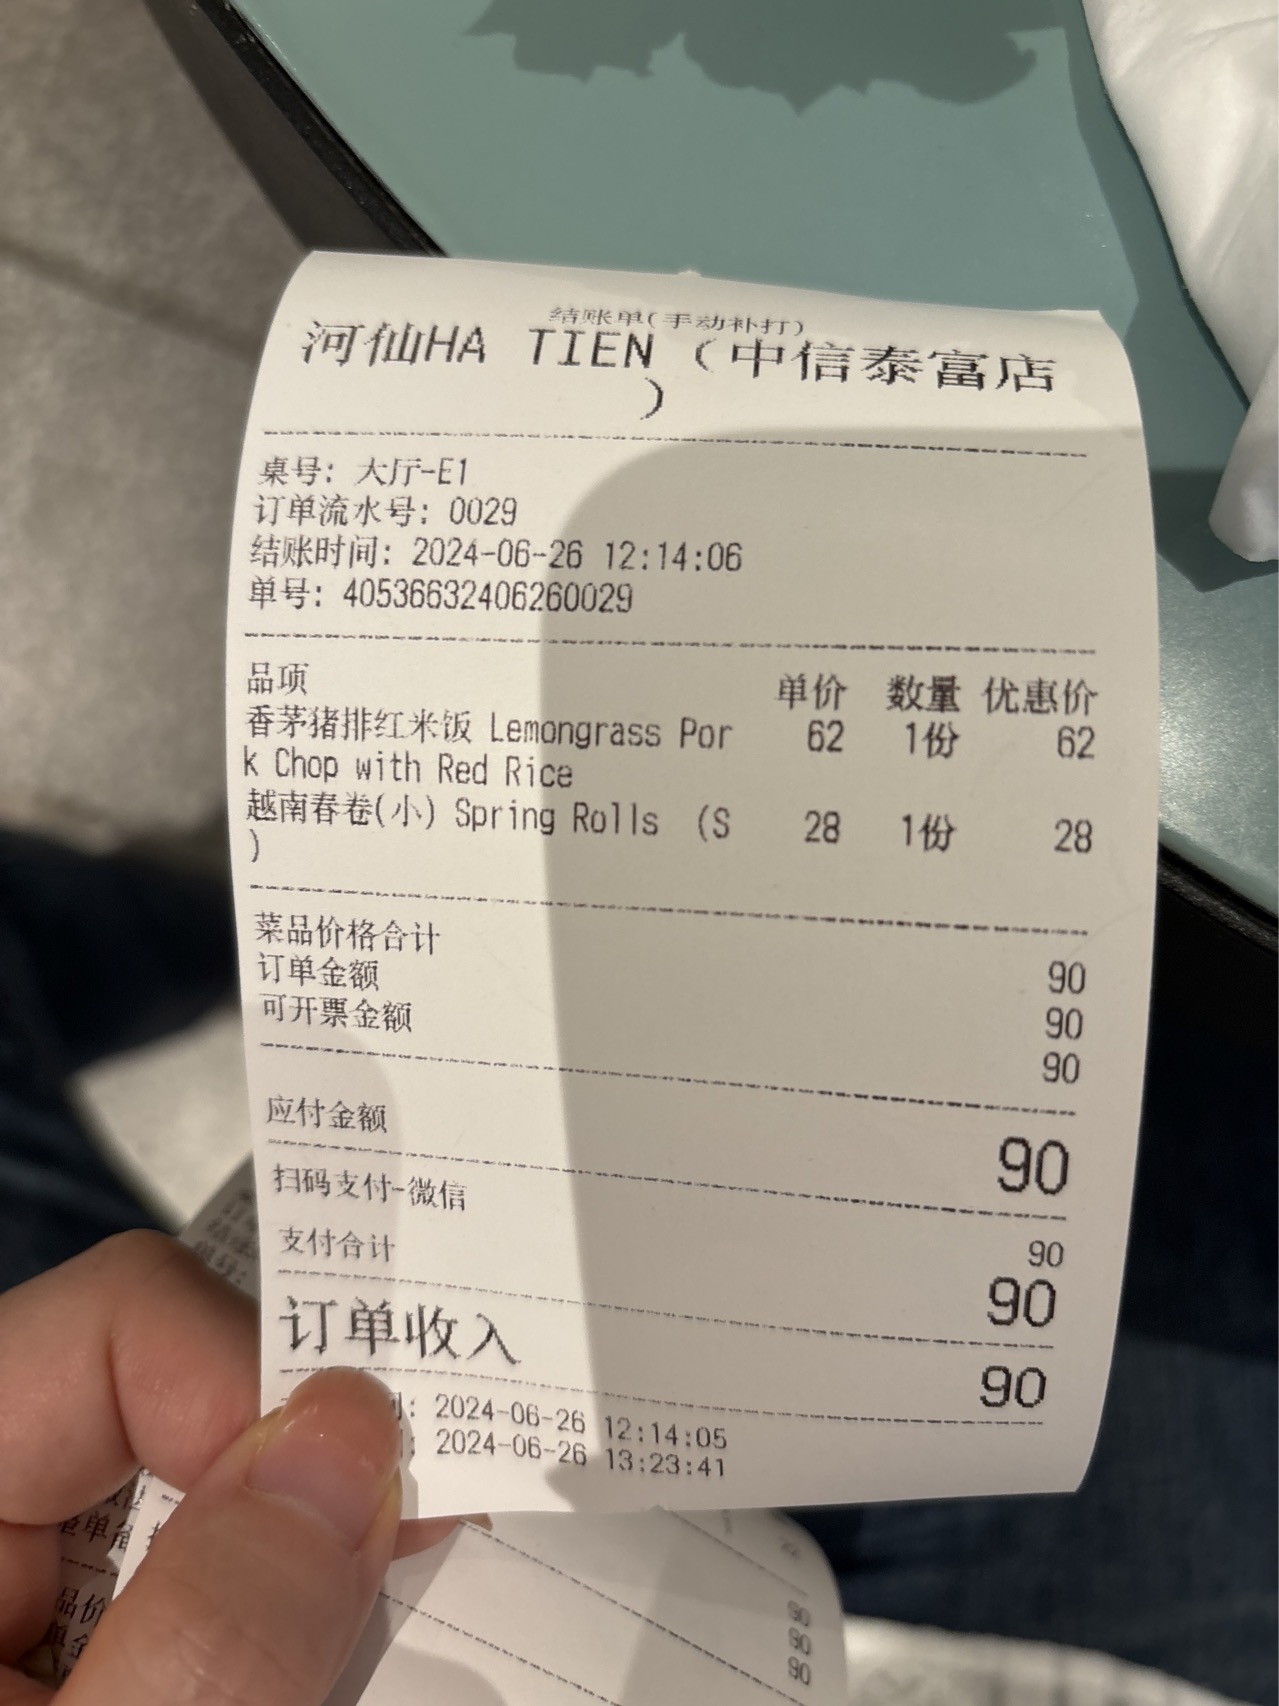 结账单(手动补打)
河仙HA TIEN（中信泰富店
）
桌号: 大厅-E1
订单流水号: 0029
结账时间: 2024-06-26 12:14:06
单号: 40536632406260029
品项 单价 数量 优惠价
香茅猪排红米饭 Lemongrass Por 62 1份 62
k Chop with Red Rice
越南春卷(小) Spring Rolls (S 28 1份 28
)
菜品价格合计 90
订单金额 90
可开票金额 90
应付金额 90
扫码支付-微信 90
支付合计 90
订单收入 90
: 2024-06-26 12:14:05
: 2024-06-26 13:23:41
品价
90
90
90